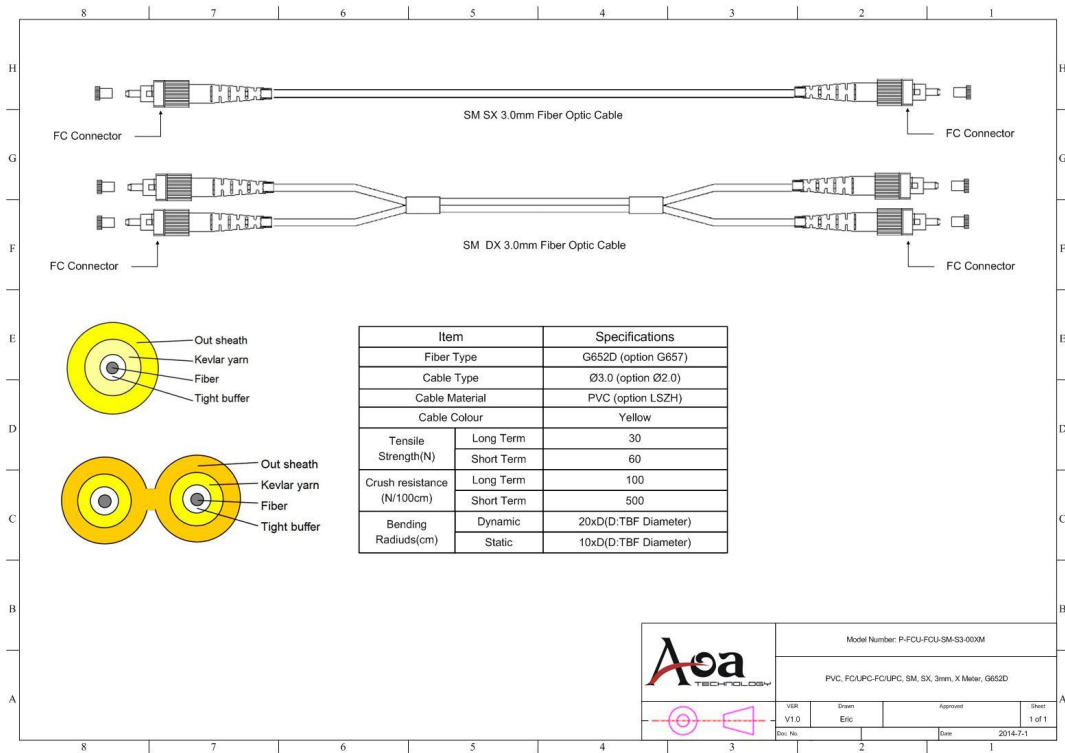 8 7 6 5 4 3 2 1
H H
SM SX 3.0mm Fiber Optic Cable
FC Connector FC Connector
G G
F F
SM DX 3.0mm Fiber Optic Cable
FC Connector FC Connector
E E
Out sheath
Kevlar yarn
Fiber
Tight buffer
D D
Out sheath
Kevlar yarn
Fiber
Tight buffer
C C
Item Specifications
Fiber Type G652D (option G657)
Cable Type Ø3.0 (option Ø2.0)
Cable Material PVC (option LSZH)
Cable Colour Yellow
Tensile Strength(N) Long Term 30
Short Term 60
Crush resistance (N/100cm) Long Term 100
Short Term 500
Bending Radiuds(cm) Dynamic 20xD(D:TBF Diameter)
Static 10xD(D:TBF Diameter)
B B
A A
Aoa
TECHNOLOGY
Model Number: P-FCU-FCU-SM-S3-00XM
PVC, FC/UPC-FC/UPC, SM, SX, 3mm, X Meter, G652D
VER Drawn Approved Sheet
V1.0 Eric 1 of 1
Doc No. Date 2014-7-1
8 7 6 5 4 3 2 1